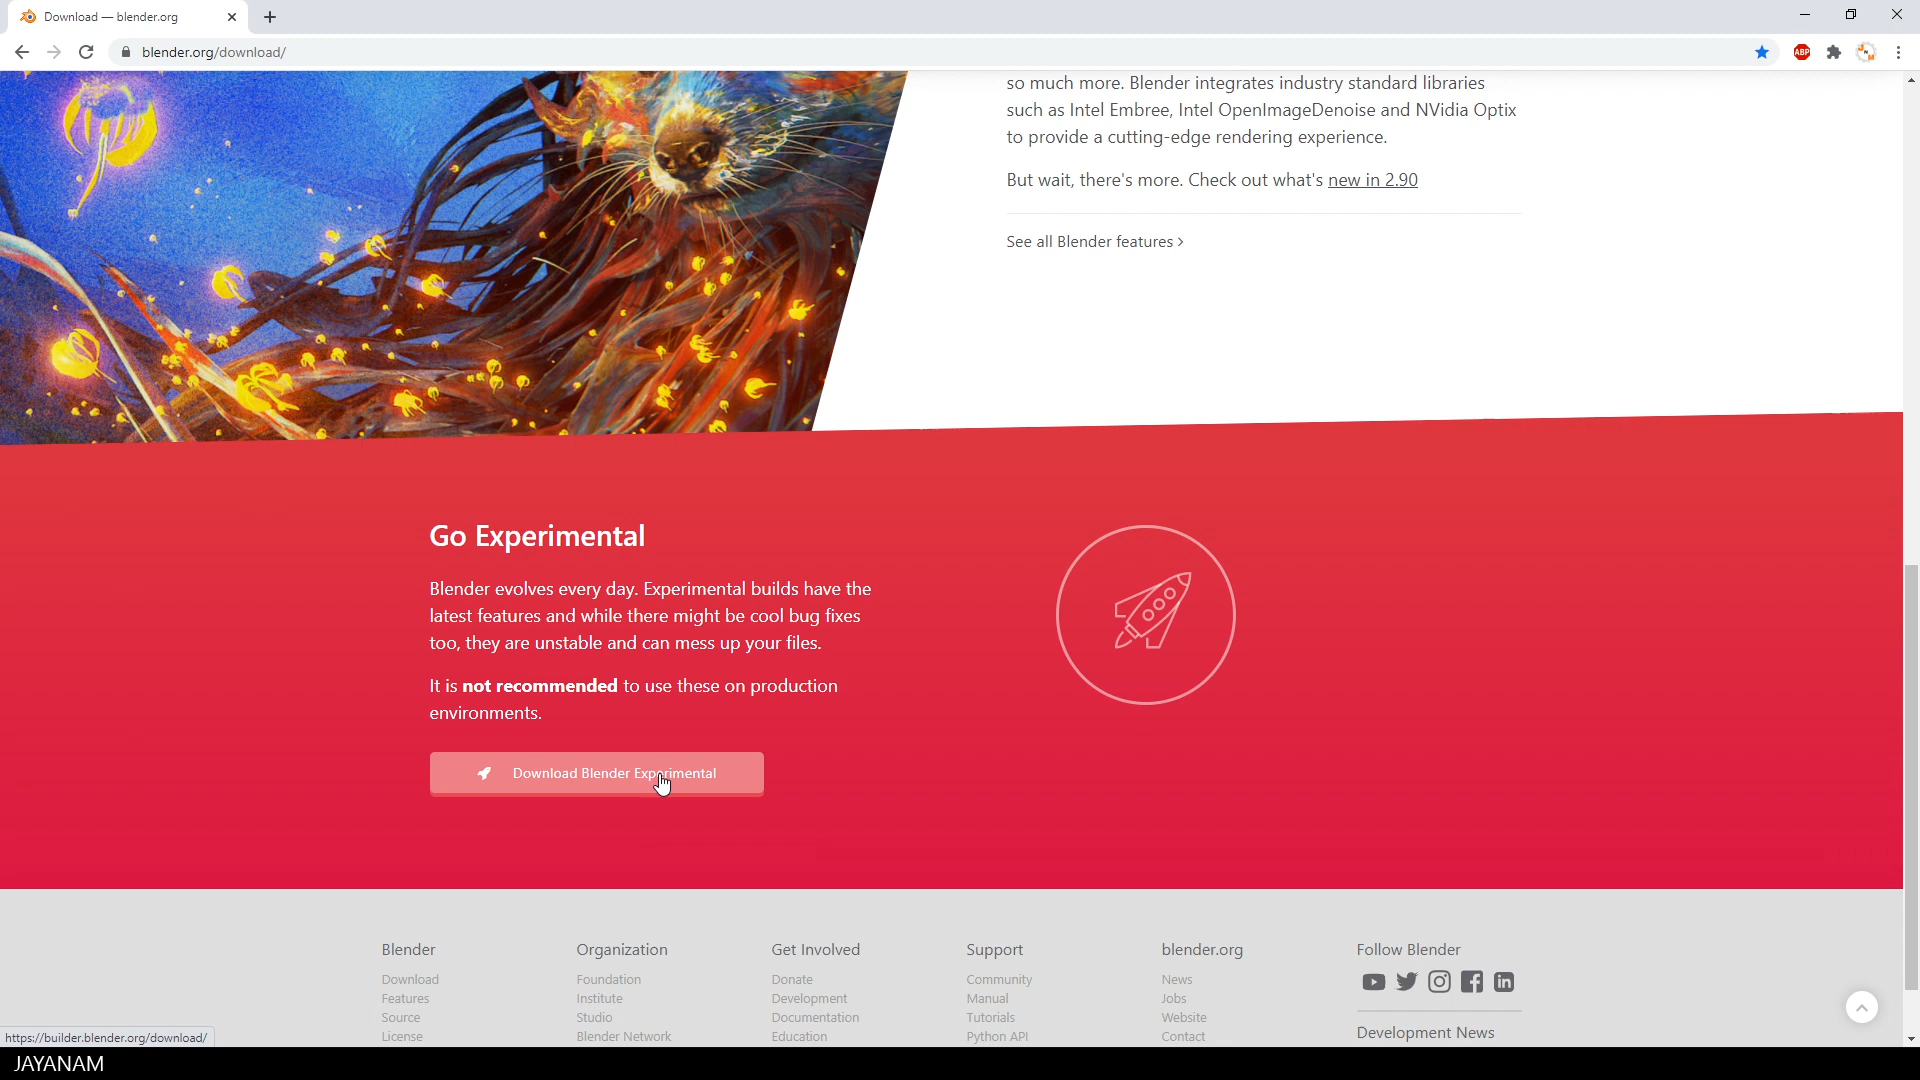 Download — blender.org
blender.org/download/
ABP
so much more. Blender integrates industry standard libraries
such as Intel Embree, Intel OpenImageDenoise and NVidia Optix
to provide a cutting-edge rendering experience.
But wait, there's more. Check out what's new in 2.90
See all Blender features >
Go Experimental
Blender evolves every day. Experimental builds have the
latest features and while there might be cool bug fixes
too, they are unstable and can mess up your files.
It is not recommended to use these on production
environments.
Download Blender Experimental
Blender
Download
Features
Source
License
Organization
Foundation
Institute
Studio
Blender Network
Get Involved
Donate
Development
Documentation
Education
Support
Community
Manual
Tutorials
Python API
blender.org
News
Jobs
Website
Contact
Follow Blender
Development News
https://builder.blender.org/download/
JAYANAM